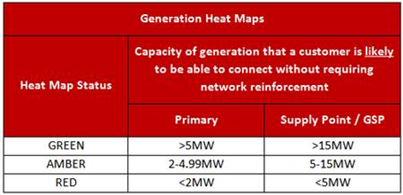 Generation Heat Maps
Heat Map Status
Capacity of generation that a customer is likely
to be able to connect without requiring
network reinforcement
Primary
Supply Point / GSP
GREEN >5MW >15MW
AMBER 2-4.99MW 5-15MW
RED <2MW <5MW